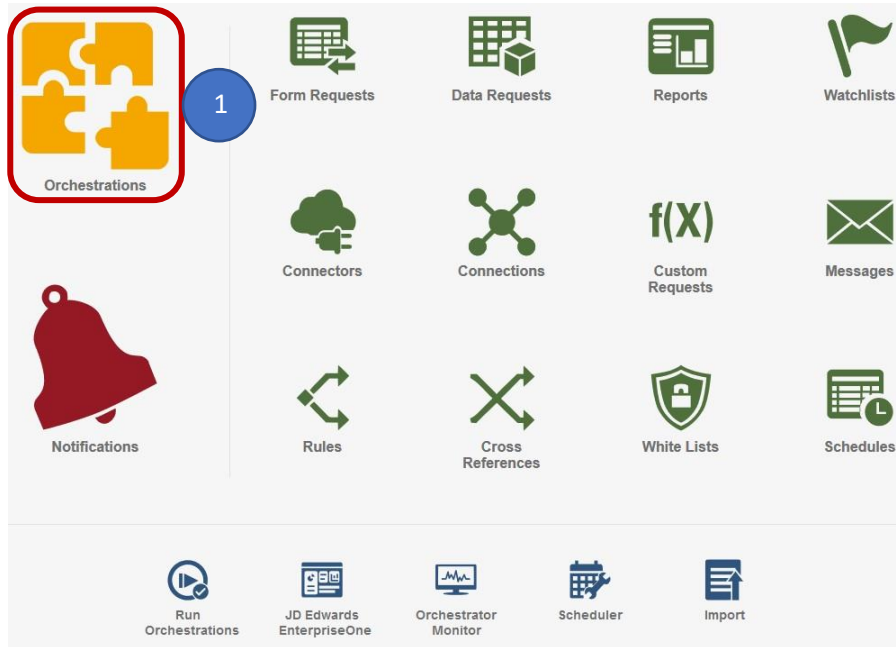 1
Orchestrations
Form Requests
Data Requests
Reports
Watchlists
Connectors
Connections
f(X)
Custom
Requests
Messages
Notifications
Rules
Cross
References
White Lists
L
Schedules
Run
Orchestrations
JD Edwards
EnterpriseOne
Orchestrator
Monitor
Scheduler
Import